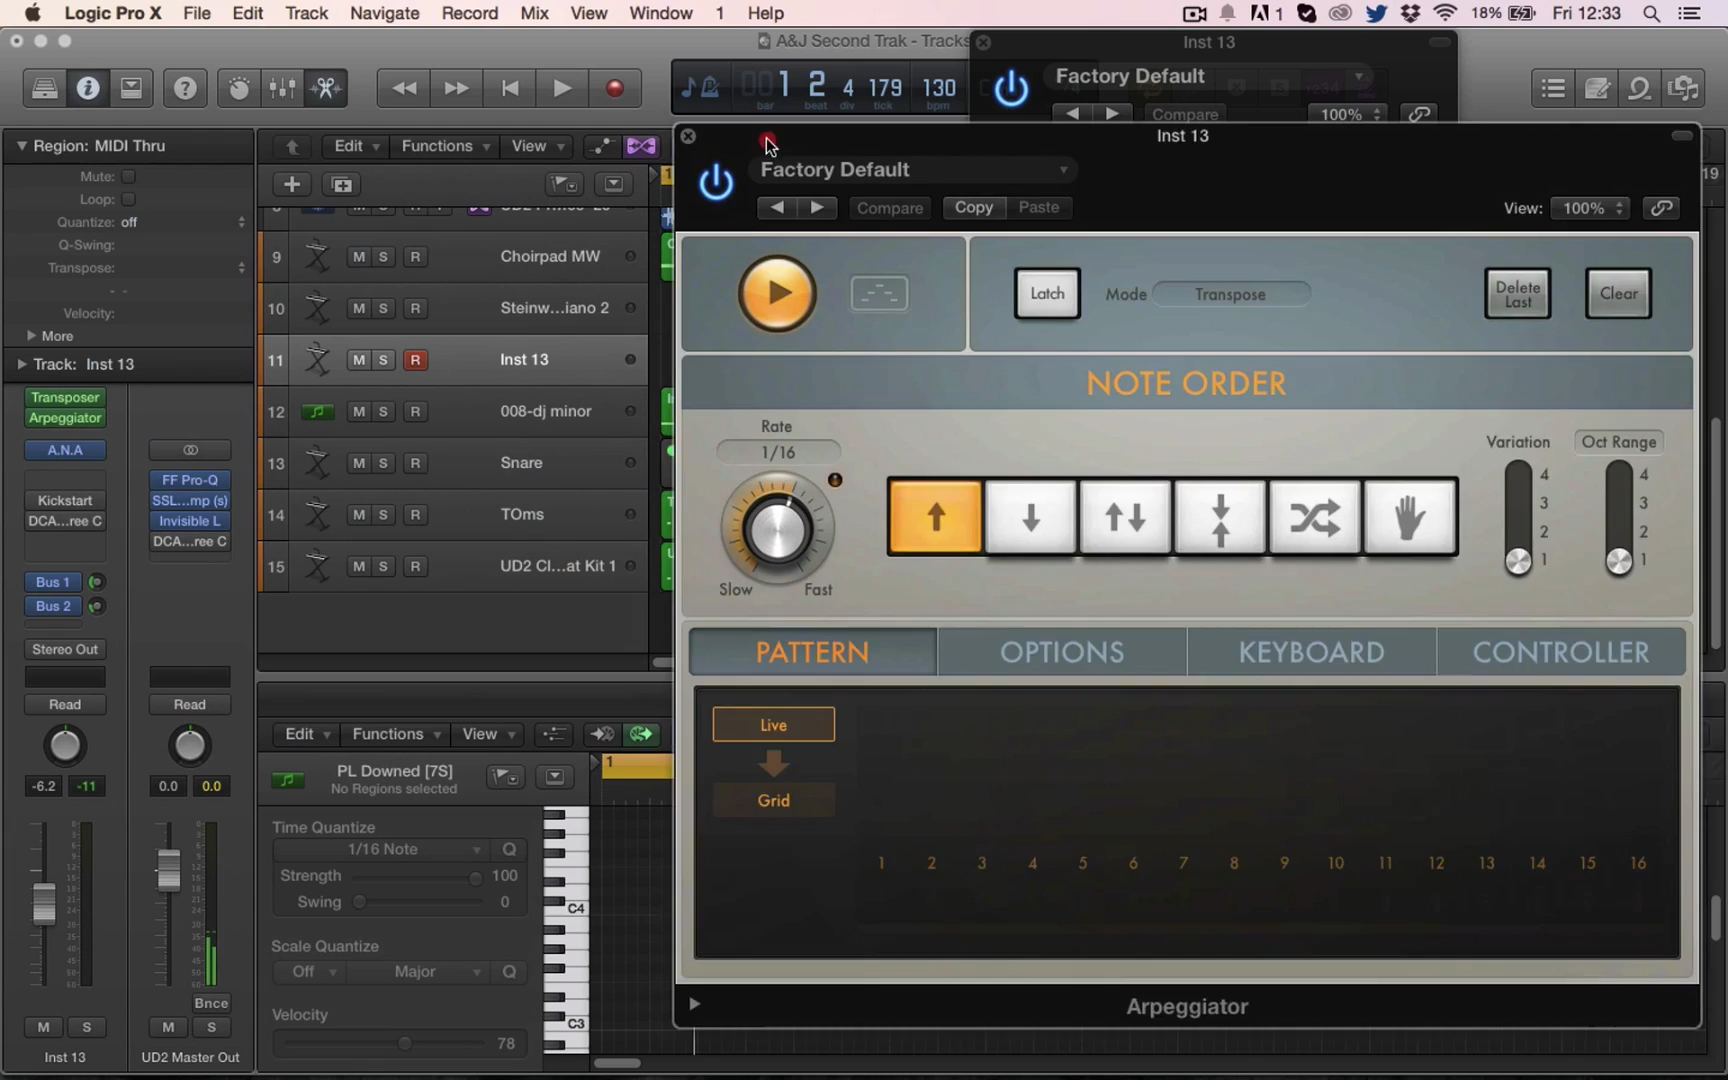 Logic Pro X File Edit Track Navigate Record Mix View Window 1 Help
1 18% Fri 12:33
A&J Second Trak - Tracks
Inst 13
1 2 4 179 130
bar beat div tick bpm
Factory Default
Compare 100%
Region: MIDI Thru
Mute:
Loop:
Quantize: off
Q-Swing:
Transpose:
- -
Velocity:
More
Track: Inst 13
Edit Functions View
9 M S R Choirpad MW
10 M S R Steinw...iano 2
11 M S R Inst 13
12 M S R 008-dj minor
13 M S R Snare
14 M S R TOms
15 M S R UD2 Cl...at Kit 1
1
19
Inst 13
Factory Default
Compare Copy Paste View: 100%
Latch Mode Transpose Delete Last Clear
NOTE ORDER
Rate
1/16
Slow Fast
Variation Oct Range
4 4
3 3
2 2
1 1
PATTERN OPTIONS KEYBOARD CONTROLLER
Live
Grid
1 2 3 4 5 6 7 8 9 10 11 12 13 14 15 16
Arpeggiator
Transposer
Arpeggiator
A.N.A
FF Pro-Q
Kickstart SSL...mp (s)
DCA...ree C Invisible L
DCA...ree C
Bus 1
Bus 2
Stereo Out
Read Read
-6.2 -11 0.0 0.0
Bnce
M S M S
Inst 13 UD2 Master Out
Edit Functions View
PL Downed [7S]
No Regions selected
1
Time Quantize
1/16 Note Q
Strength 100
Swing 0
Scale Quantize
Off Major Q
Velocity
78
C4
C3